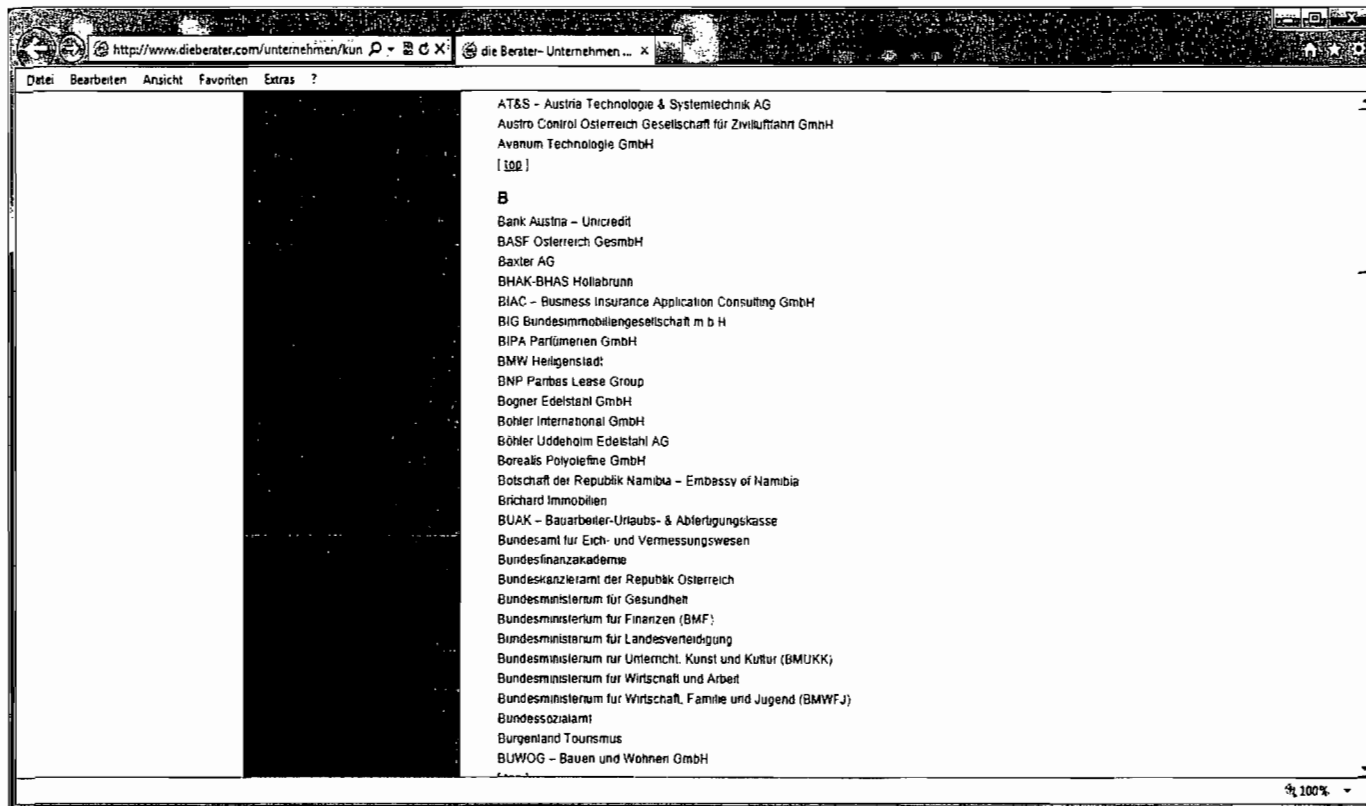 http://www.dieberater.com/unternehmen/kun
die Berater- Unternehmen ... x
Datei Bearbeiten Ansicht Favoriten Extras ?
AT&S – Austria Technologie & Systemtechnik AG
Austro Control Österreich Gesellschaft für Zivilluftfahrt GmbH
Avanum Technologie GmbH
[ top ]
B
Bank Austria – Unicredit
BASF Österreich GesmbH
Baxter AG
BHAK-BHAS Hollabrunn
BIAC – Business Insurance Application Consulting GmbH
BIG Bundesimmobiliengesellschaft m b H
BIPA Parfümerien GmbH
BMW Heiligenstadt
BNP Paribas Lease Group
Bogner Edelstahl GmbH
Bohler International GmbH
Böhler Uddeholm Edelstahl AG
Borealis Polyolefine GmbH
Botschaft der Republik Namibia – Embassy of Namibia
Brichard Immobilien
BUAK – Bauarbeiter-Urlaubs- & Abfertigungskasse
Bundesamt für Eich- und Vermessungswesen
Bundesfinanzakademie
Bundeskanzleramt der Republik Österreich
Bundesministerium für Gesundheit
Bundesministerium für Finanzen (BMF)
Bundesministerium für Landesverteidigung
Bundesministerium für Unterricht, Kunst und Kultur (BMUKK)
Bundesministerium für Wirtschaft und Arbeit
Bundesministerium für Wirtschaft, Familie und Jugend (BMWFJ)
Bundessozialamt
Burgenland Tourismus
BUWOG – Bauen und Wohnen GmbH
100%